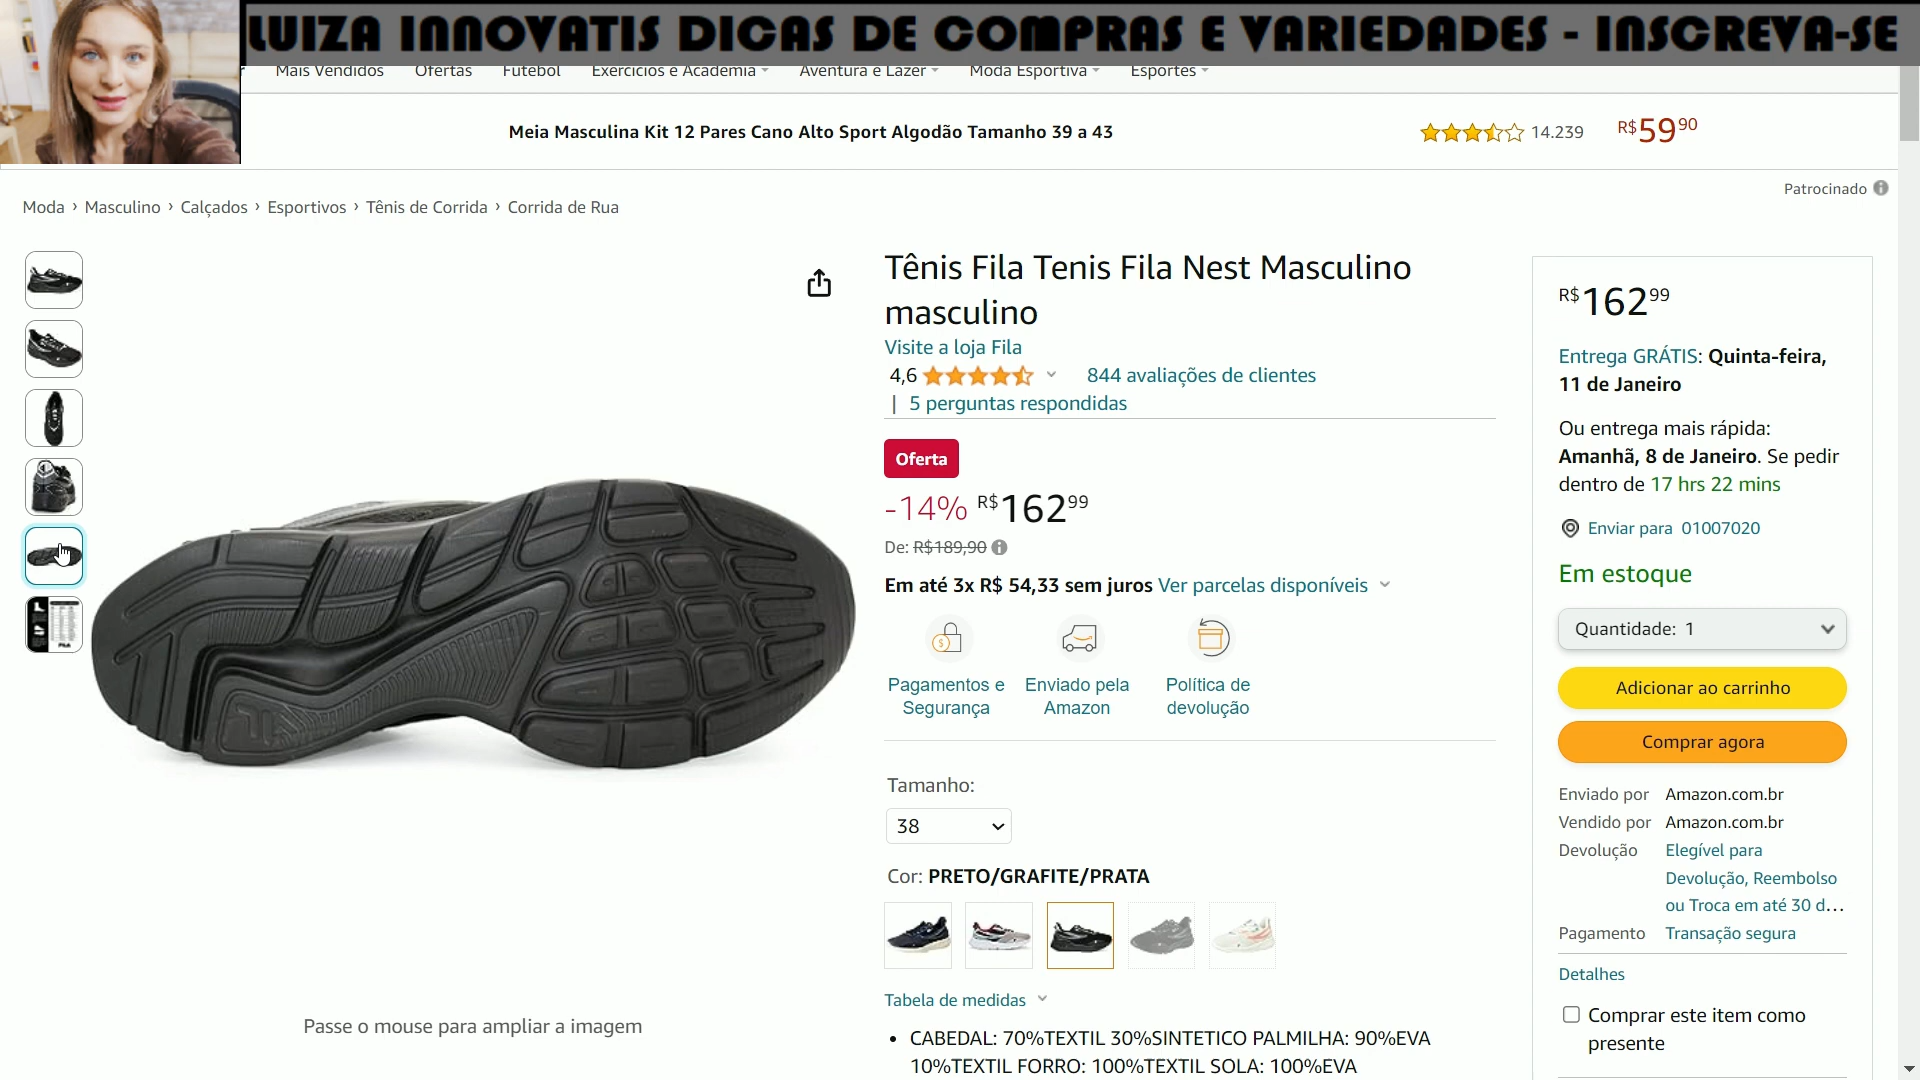 LUIZA INNOVATIS DICAS DE COMPRAS E VARIEDADES - INSCREVA-SE
Mais Vendidos Ofertas Futebol Exercícios e Academia Aventura e Lazer Moda Esportiva Esportes
Meia Masculina Kit 12 Pares Cano Alto Sport Algodão Tamanho 39 a 43 14.239 R$5990
Patrocinado
Moda › Masculino › Calçados › Esportivos › Tênis de Corrida › Corrida de Rua
Tênis Fila Tenis Fila Nest Masculino
masculino
Visite a loja Fila
4,6 844 avaliações de clientes
| 5 perguntas respondidas
Oferta
-14% R$16299
De: R$189,90
Em até 3x R$ 54,33 sem juros Ver parcelas disponíveis
Pagamentos e
Segurança
Enviado pela
Amazon
Política de
devolução
Tamanho:
38
Cor: PRETO/GRAFITE/PRATA
Tabela de medidas
• CABEDAL: 70%TEXTIL 30%SINTETICO PALMILHA: 90%EVA
10%TEXTIL FORRO: 100%TEXTIL SOLA: 100%EVA
Passe o mouse para ampliar a imagem
R$16299
Entrega GRÁTIS: Quinta-feira,
11 de Janeiro
Ou entrega mais rápida:
Amanhã, 8 de Janeiro. Se pedir
dentro de 17 hrs 22 mins
Enviar para 01007020
Em estoque
Quantidade: 1
Adicionar ao carrinho
Comprar agora
Enviado por Amazon.com.br
Vendido por Amazon.com.br
Devolução Elegível para
Devolução, Reembolso
ou Troca em até 30 d...
Pagamento Transação segura
Detalhes
Comprar este item como
presente